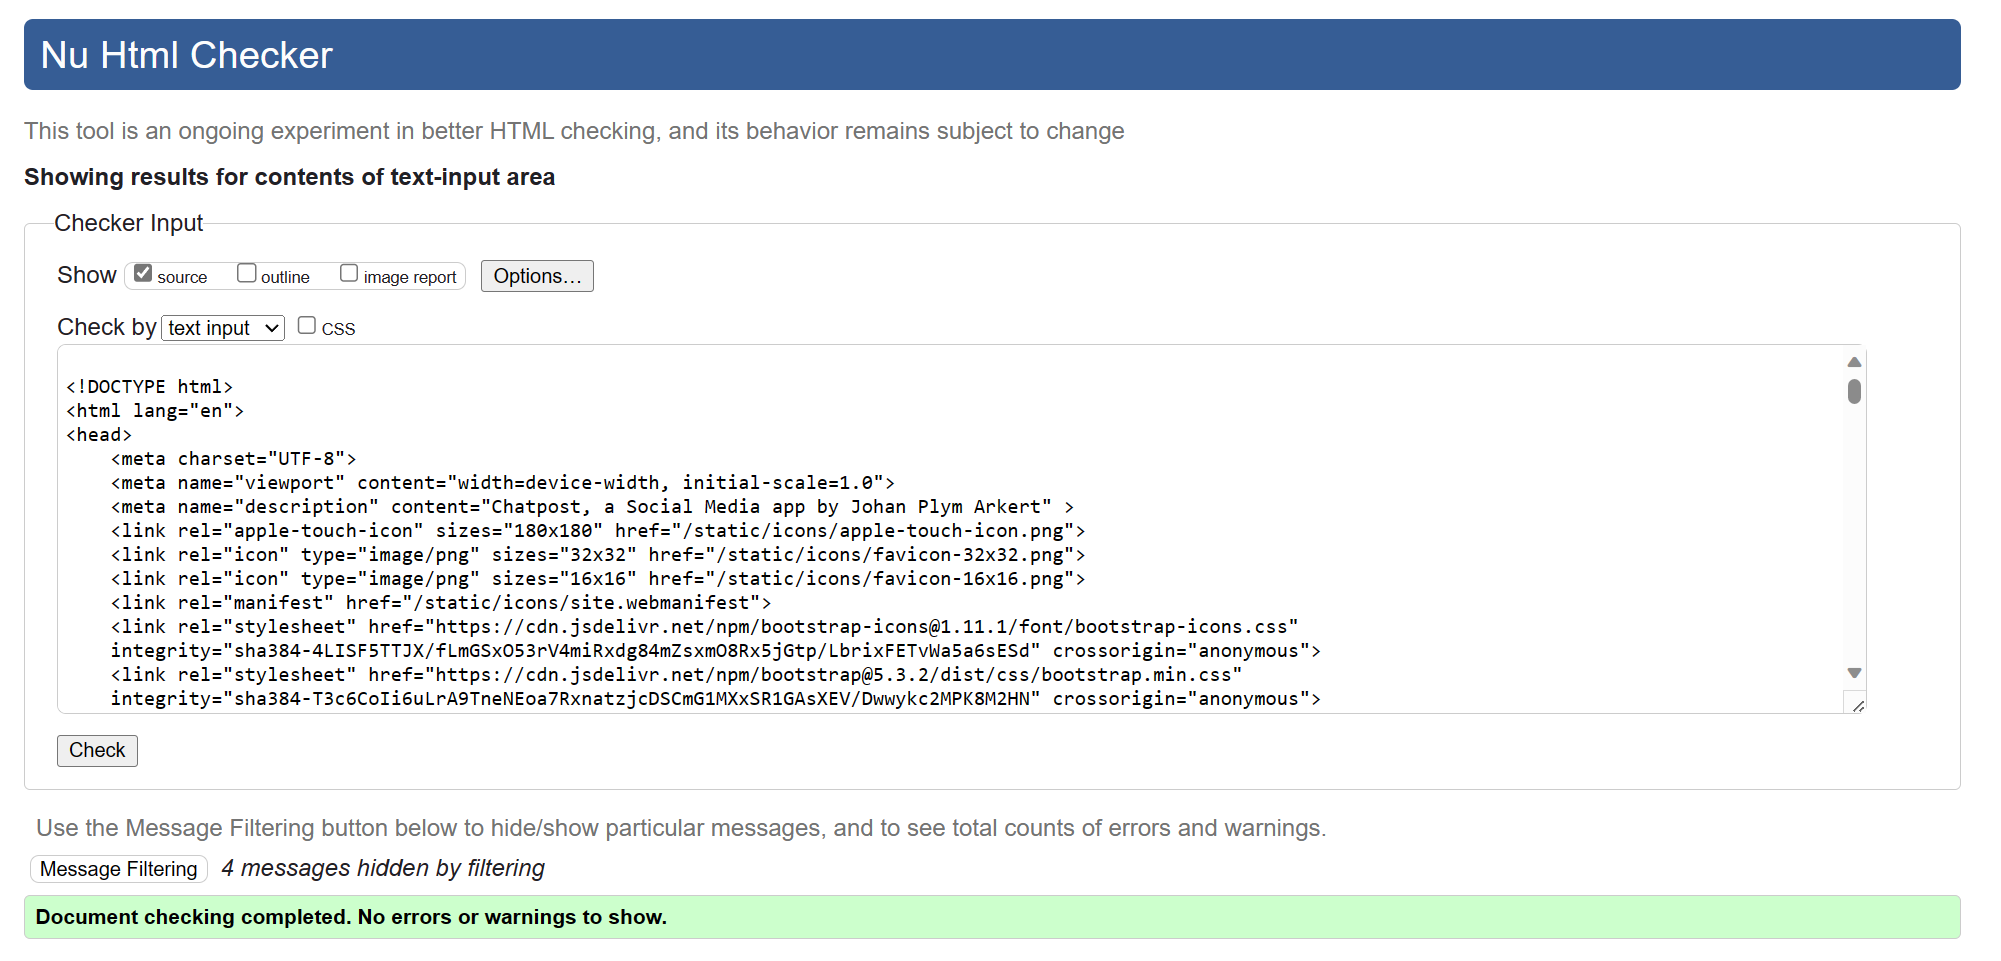 Nu Html Checker
This tool is an ongoing experiment in better HTML checking, and its behavior remains subject to change
Showing results for contents of text-input area
Checker Input
Show source outline image report Options...
Check by text input CSS
<!DOCTYPE html>
<html lang="en">
<head>
    <meta charset="UTF-8">
    <meta name="viewport" content="width=device-width, initial-scale=1.0">
    <meta name="description" content="Chatpost, a Social Media app by Johan Plym Arkert" >
    <link rel="apple-touch-icon" sizes="180x180" href="/static/icons/apple-touch-icon.png">
    <link rel="icon" type="image/png" sizes="32x32" href="/static/icons/favicon-32x32.png">
    <link rel="icon" type="image/png" sizes="16x16" href="/static/icons/favicon-16x16.png">
    <link rel="manifest" href="/static/icons/site.webmanifest">
    <link rel="stylesheet" href="https://cdn.jsdelivr.net/npm/bootstrap-icons@1.11.1/font/bootstrap-icons.css"
    integrity="sha384-4LISF5TTJX/fLmGSxO53rV4miRxdg84mZsxmO8Rx5jGtp/LbrixFETvWa5a6sESd" crossorigin="anonymous">
    <link rel="stylesheet" href="https://cdn.jsdelivr.net/npm/bootstrap@5.3.2/dist/css/bootstrap.min.css"
    integrity="sha384-T3c6CoIi6uLrA9TneNEoa7RxnatzjcDSCmG1MXxSR1GAsXEV/Dwwykc2MPK8M2HN" crossorigin="anonymous">
Check
Use the Message Filtering button below to hide/show particular messages, and to see total counts of errors and warnings.
Message Filtering 4 messages hidden by filtering
Document checking completed. No errors or warnings to show.